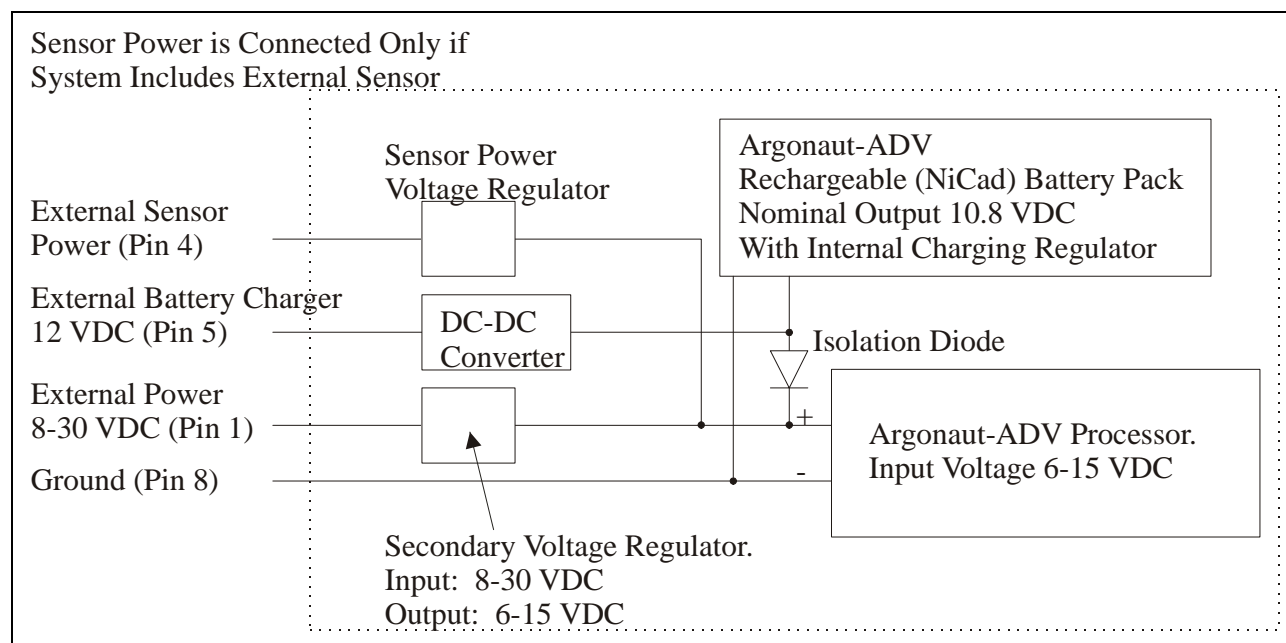 Sensor Power is Connected Only if
System Includes External Sensor
Sensor Power
Voltage Regulator
Argonaut-ADV
Rechargeable (NiCad) Battery Pack
Nominal Output 10.8 VDC
With Internal Charging Regulator
External Sensor
Power (Pin 4)
External Battery Charger
12 VDC (Pin 5)
DC-DC
Converter
Isolation Diode
External Power
8-30 VDC (Pin 1)
+
Argonaut-ADV Processor.
Input Voltage 6-15 VDC
-
Ground (Pin 8)
Secondary Voltage Regulator.
Input:  8-30 VDC
Output:  6-15 VDC